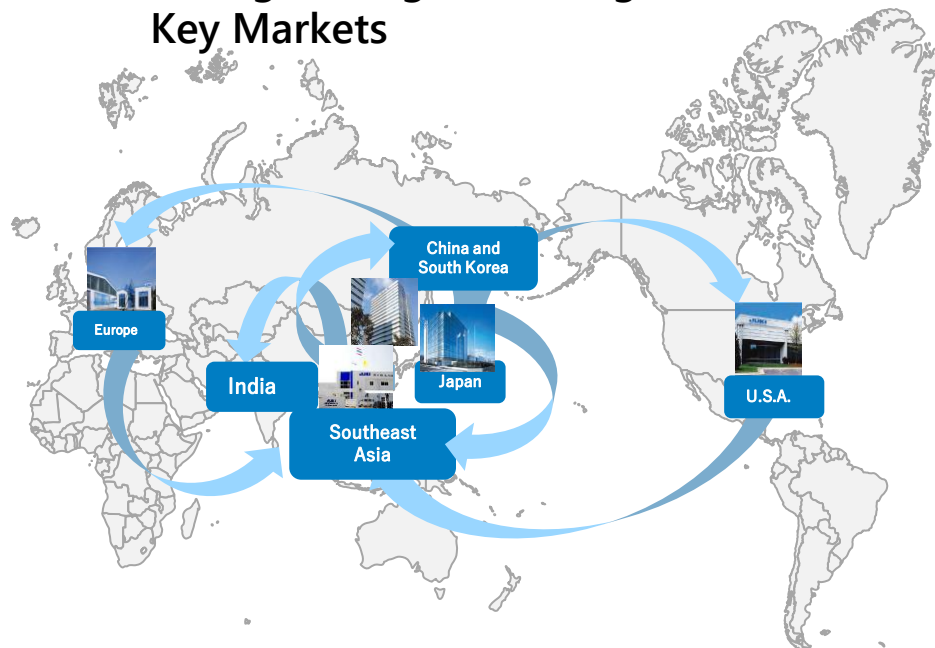 Key Markets
China and
South Korea
Europe
India
Japan
U.S.A.
Southeast
Asia